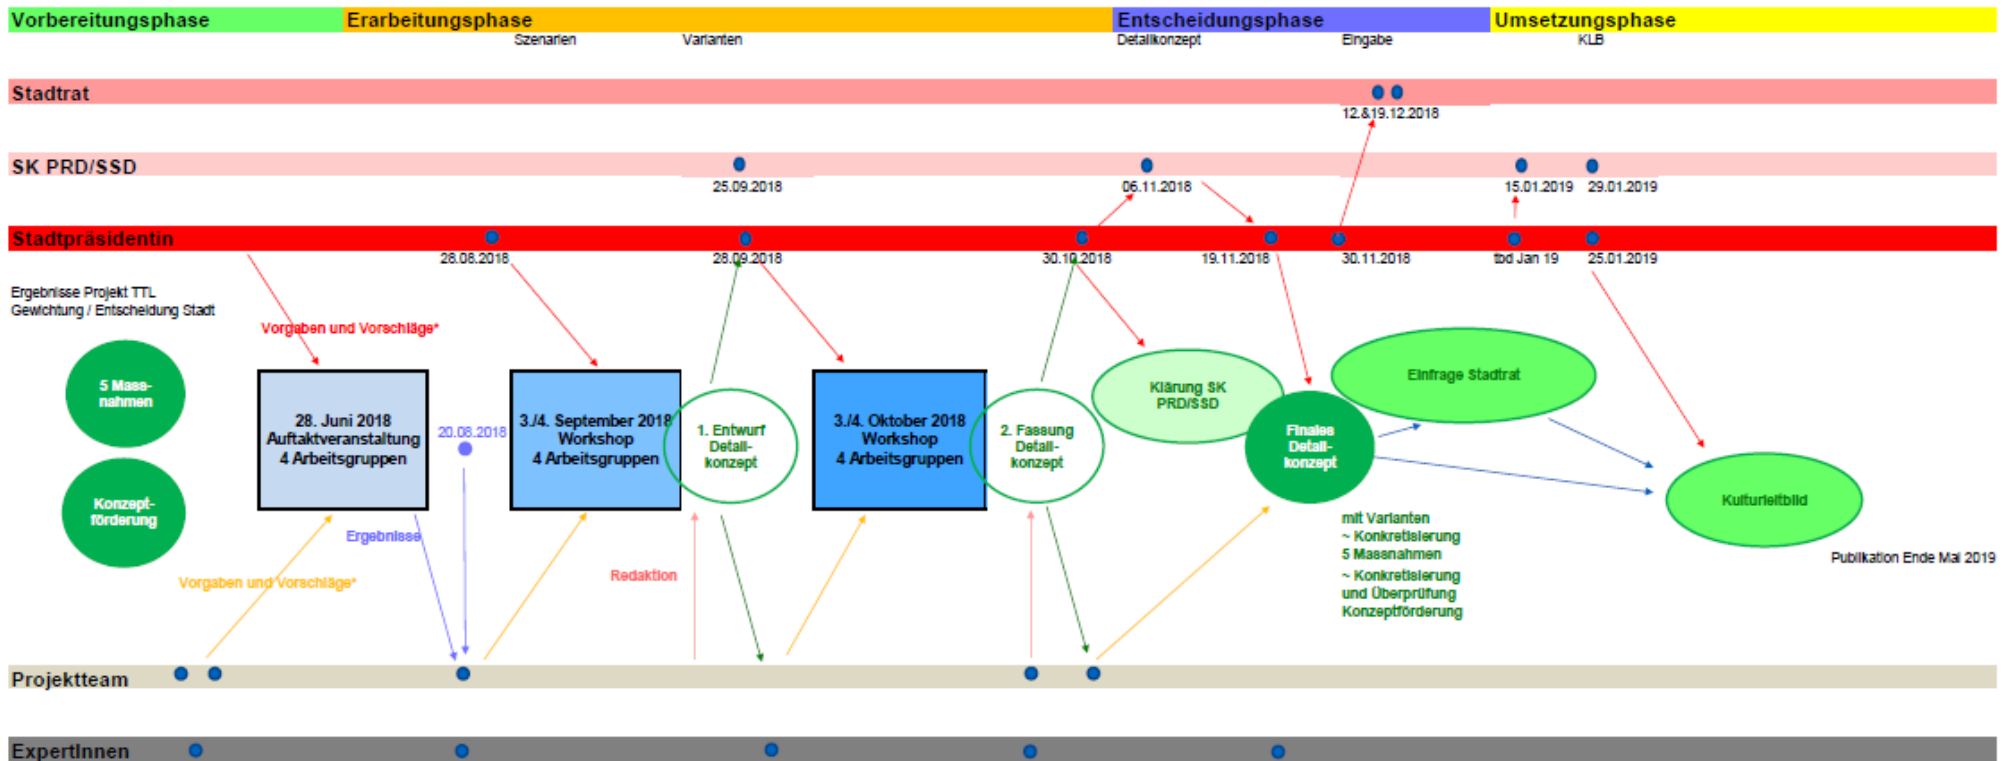 Vorbereitungsphase
Erarbeitungsphase
Entscheidungsphase
Umsetzungsphase
Szenarien
Varianten
Detailkonzept
Eingabe
KLB
Stadtrat
12.&19.12.2018
SK PRD/SSD
25.09.2018
06.11.2018
15.01.2019
29.01.2019
Stadtpräsidentin
28.08.2018
28.09.2018
30.10.2018
19.11.2018
30.11.2018
tbd Jan 19
25.01.2019
Ergebnisse Projekt TTL
Gewichtung / Entscheidung Stadt
Vorgaben und Vorschläge*
5 Mass-
nahmen
Konzept-
förderung
28. Juni 2018
Auftaktveranstaltung
4 Arbeitsgruppen
20.08.2018
3./4. September 2018
Workshop
4 Arbeitsgruppen
1. Entwurf
Detail-
konzept
3./4. Oktober 2018
Workshop
4 Arbeitsgruppen
2. Fassung
Detail-
konzept
Klärung SK
PRD/SSD
Finales
Detail-
konzept
Einfrage Stadtrat
Kulturleitbild
Ergebnisse
Vorgaben und Vorschläge*
Redaktion
mit Varianten
~ Konkretisierung
5 Massnahmen
~ Konkretisierung
und Überprüfung
Konzeptförderung
Publikation Ende Mai 2019
Projektteam
ExpertInnen